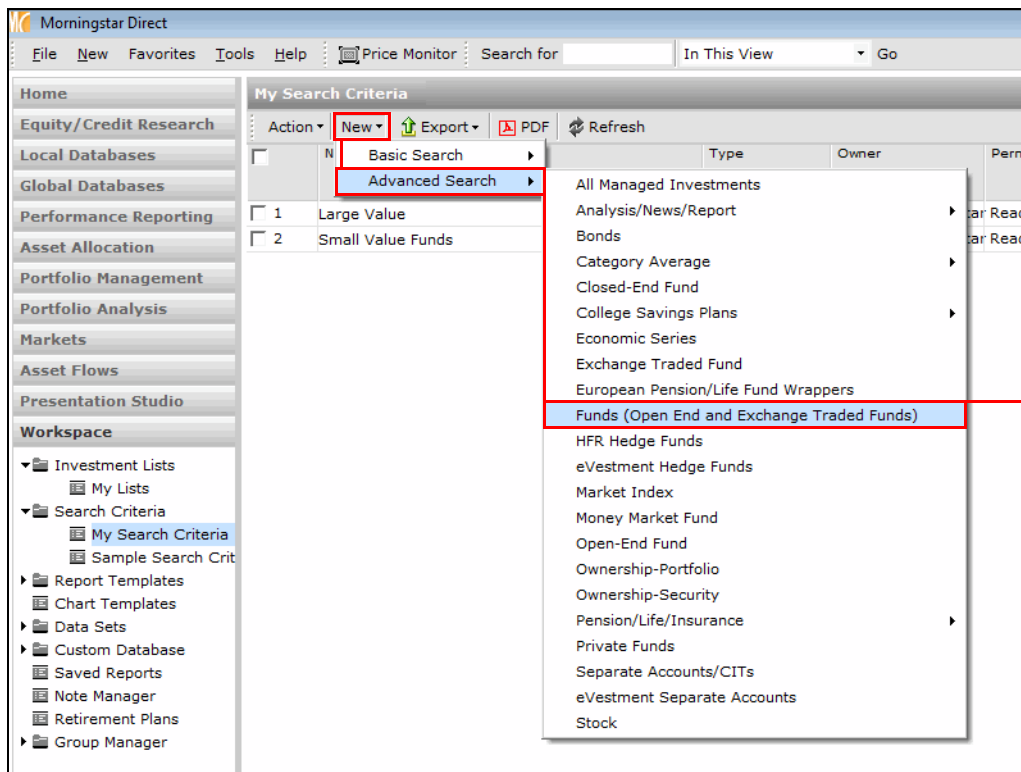 Morningstar Direct
File New Favorites Tools Help Price Monitor Search for In This View Go
Home
Equity/Credit Research
Local Databases
Global Databases
Performance Reporting
Asset Allocation
Portfolio Management
Portfolio Analysis
Markets
Asset Flows
Presentation Studio
Workspace
Investment Lists
My Lists
Search Criteria
My Search Criteria
Sample Search Crit
Report Templates
Chart Templates
Data Sets
Custom Database
Saved Reports
Note Manager
Retirement Plans
Group Manager
My Search Criteria
Action New Export PDF Refresh
N Type Owner Perm
1 Large Value tar Read
2 Small Value Funds tar Read
Basic Search
Advanced Search
All Managed Investments
Analysis/News/Report
Bonds
Category Average
Closed-End Fund
College Savings Plans
Economic Series
Exchange Traded Fund
European Pension/Life Fund Wrappers
Funds (Open End and Exchange Traded Funds)
HFR Hedge Funds
eVestment Hedge Funds
Market Index
Money Market Fund
Open-End Fund
Ownership-Portfolio
Ownership-Security
Pension/Life/Insurance
Private Funds
Separate Accounts/CITs
eVestment Separate Accounts
Stock